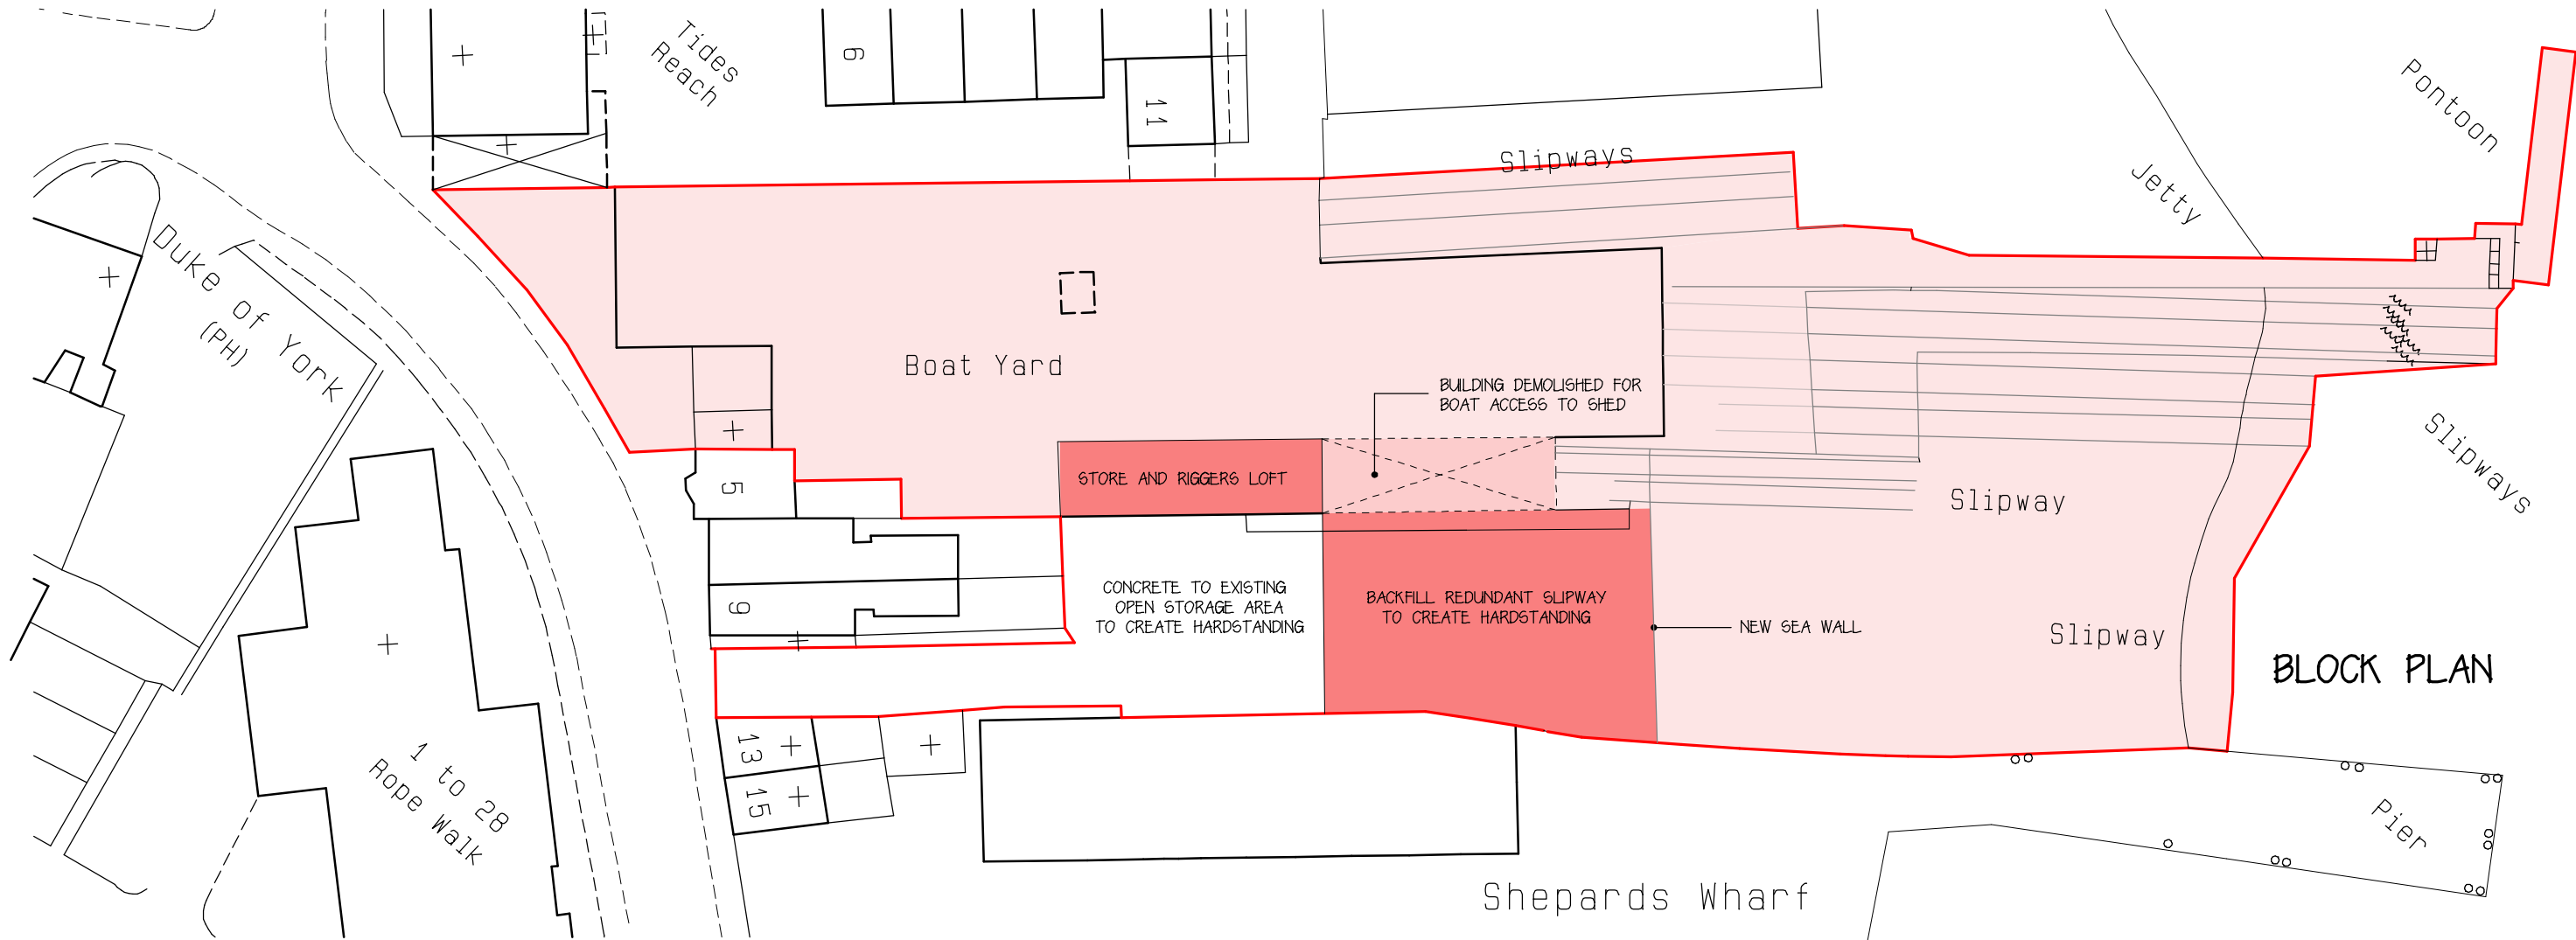 Tides
Reach
6
11
Slipways
Pontoon
Jetty
Duke of York
(PH)
Boat Yard
BUILDING DEMOLISHED FOR
BOAT ACCESS TO SHED
STORE AND RIGGERS LOFT
5
Slipway
Slipways
CONCRETE TO EXISTING
OPEN STORAGE AREA
TO CREATE HARDSTANDING
BACKFILL REDUNDANT SLIPWAY
TO CREATE HARDSTANDING
9
NEW SEA WALL
Slipway
BLOCK PLAN
13
15
1 to 28
Rope Walk
Pier
Shepards Wharf